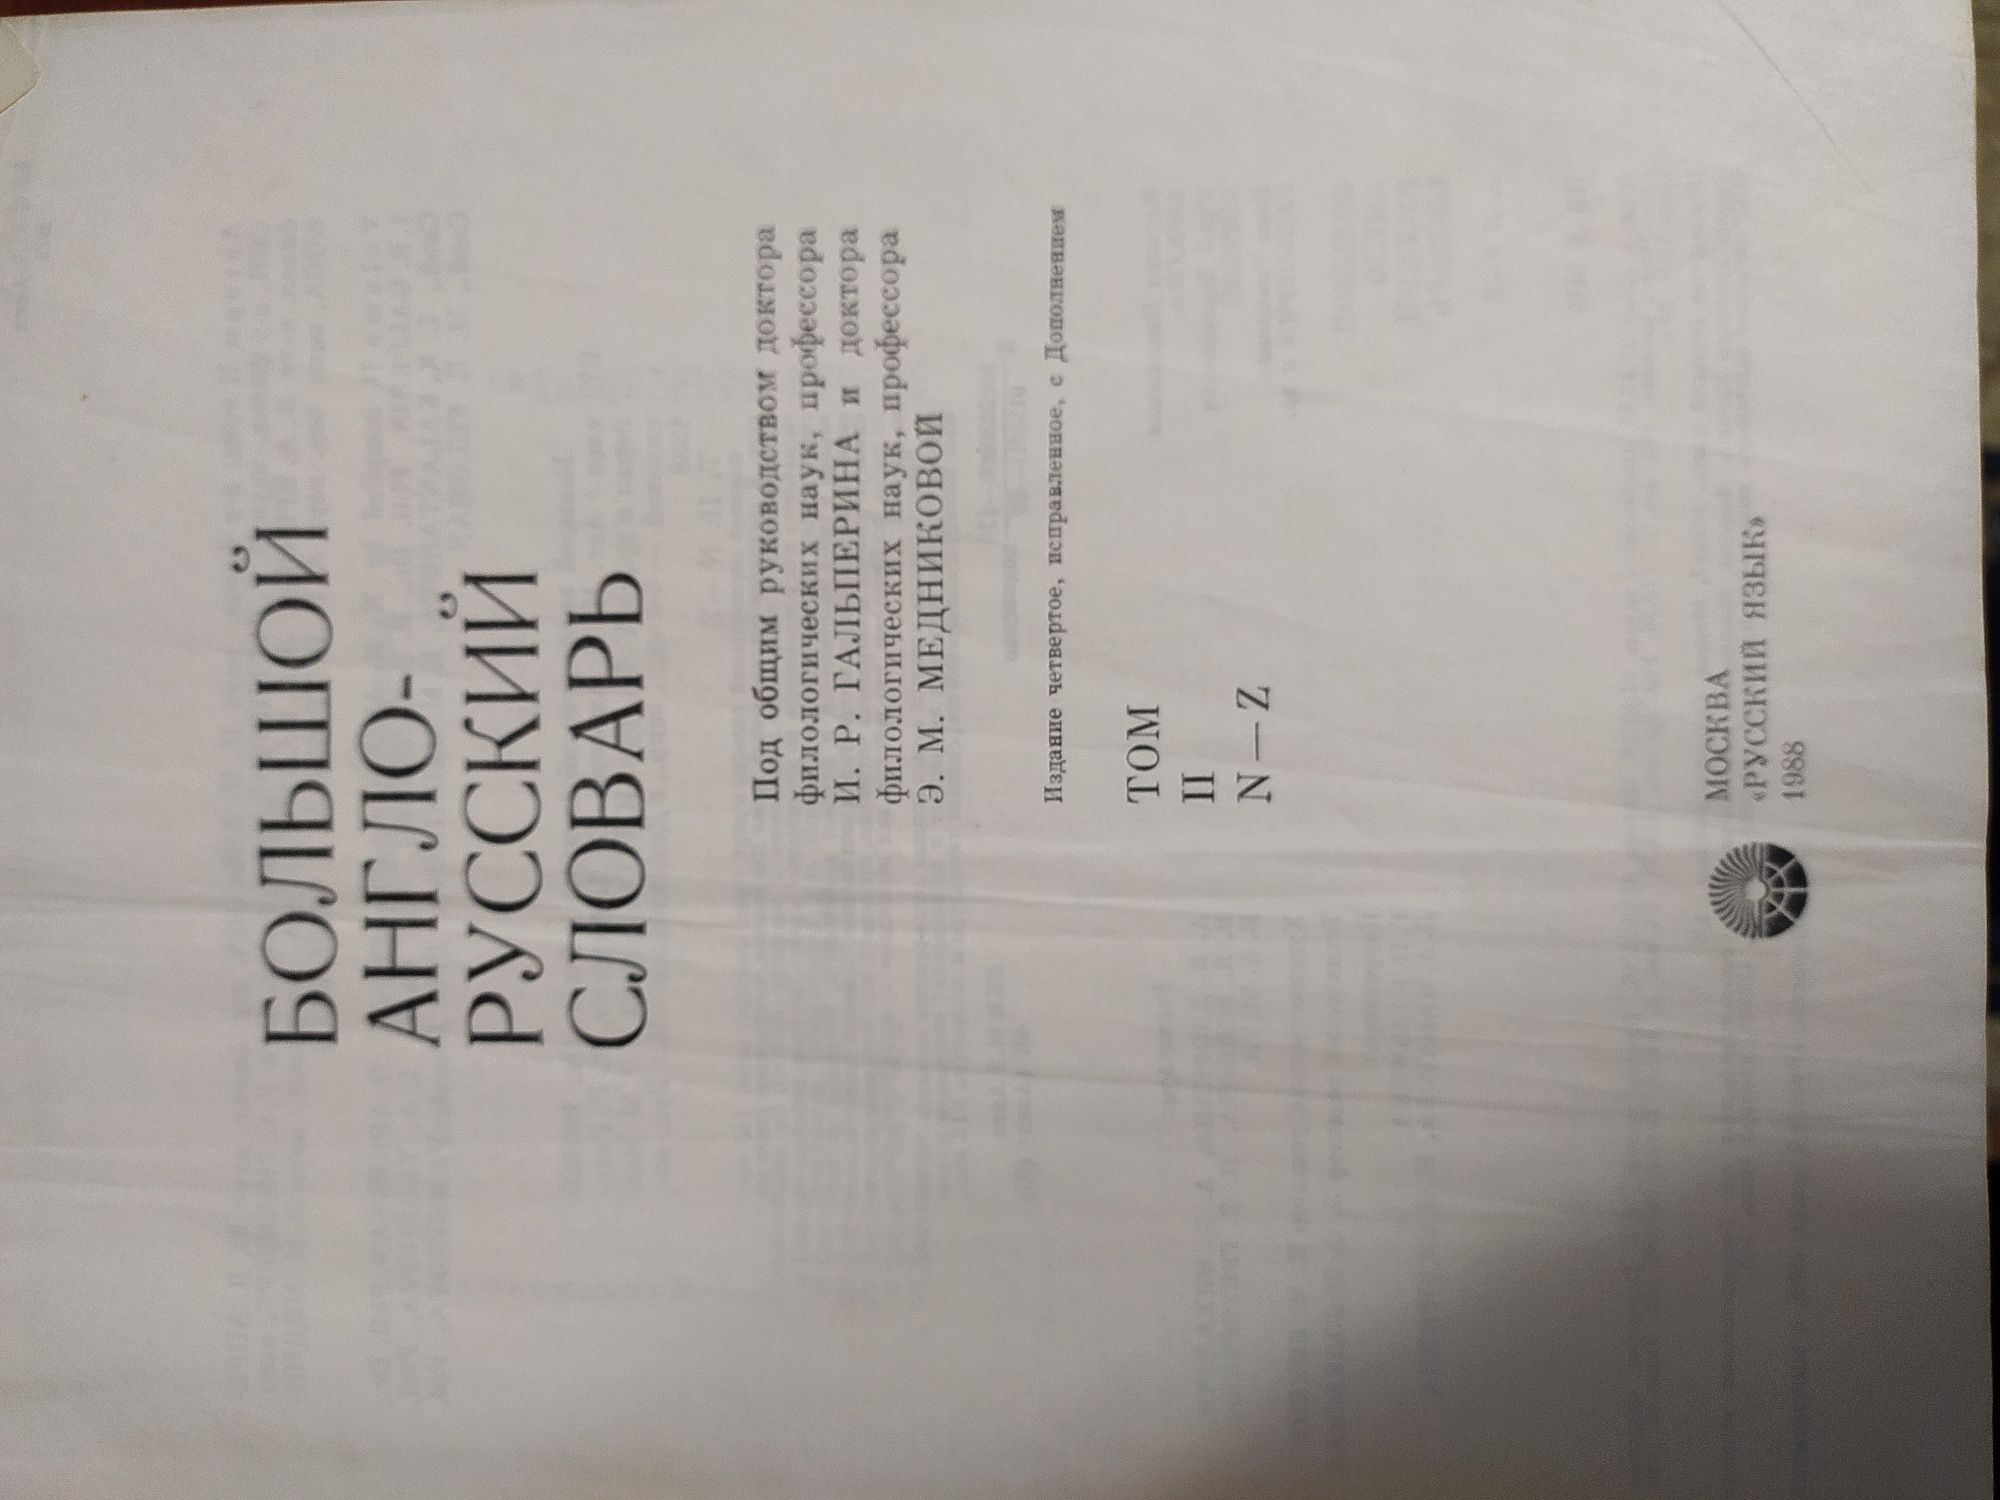 БОЛЬШОЙ
АНГЛО-
РУССКИЙ
СЛОВАРЬ
Под общим руководством доктора
филологических наук, профессора
И. Р. ГАЛЬПЕРИНА и доктора
филологических наук, профессора
Э. М. МЕДНИКОВОЙ
Издание четвертое, исправленное, с Дополнением
ТОМ
II
N—Z
МОСКВА
«РУССКИЙ ЯЗЫК»
1988